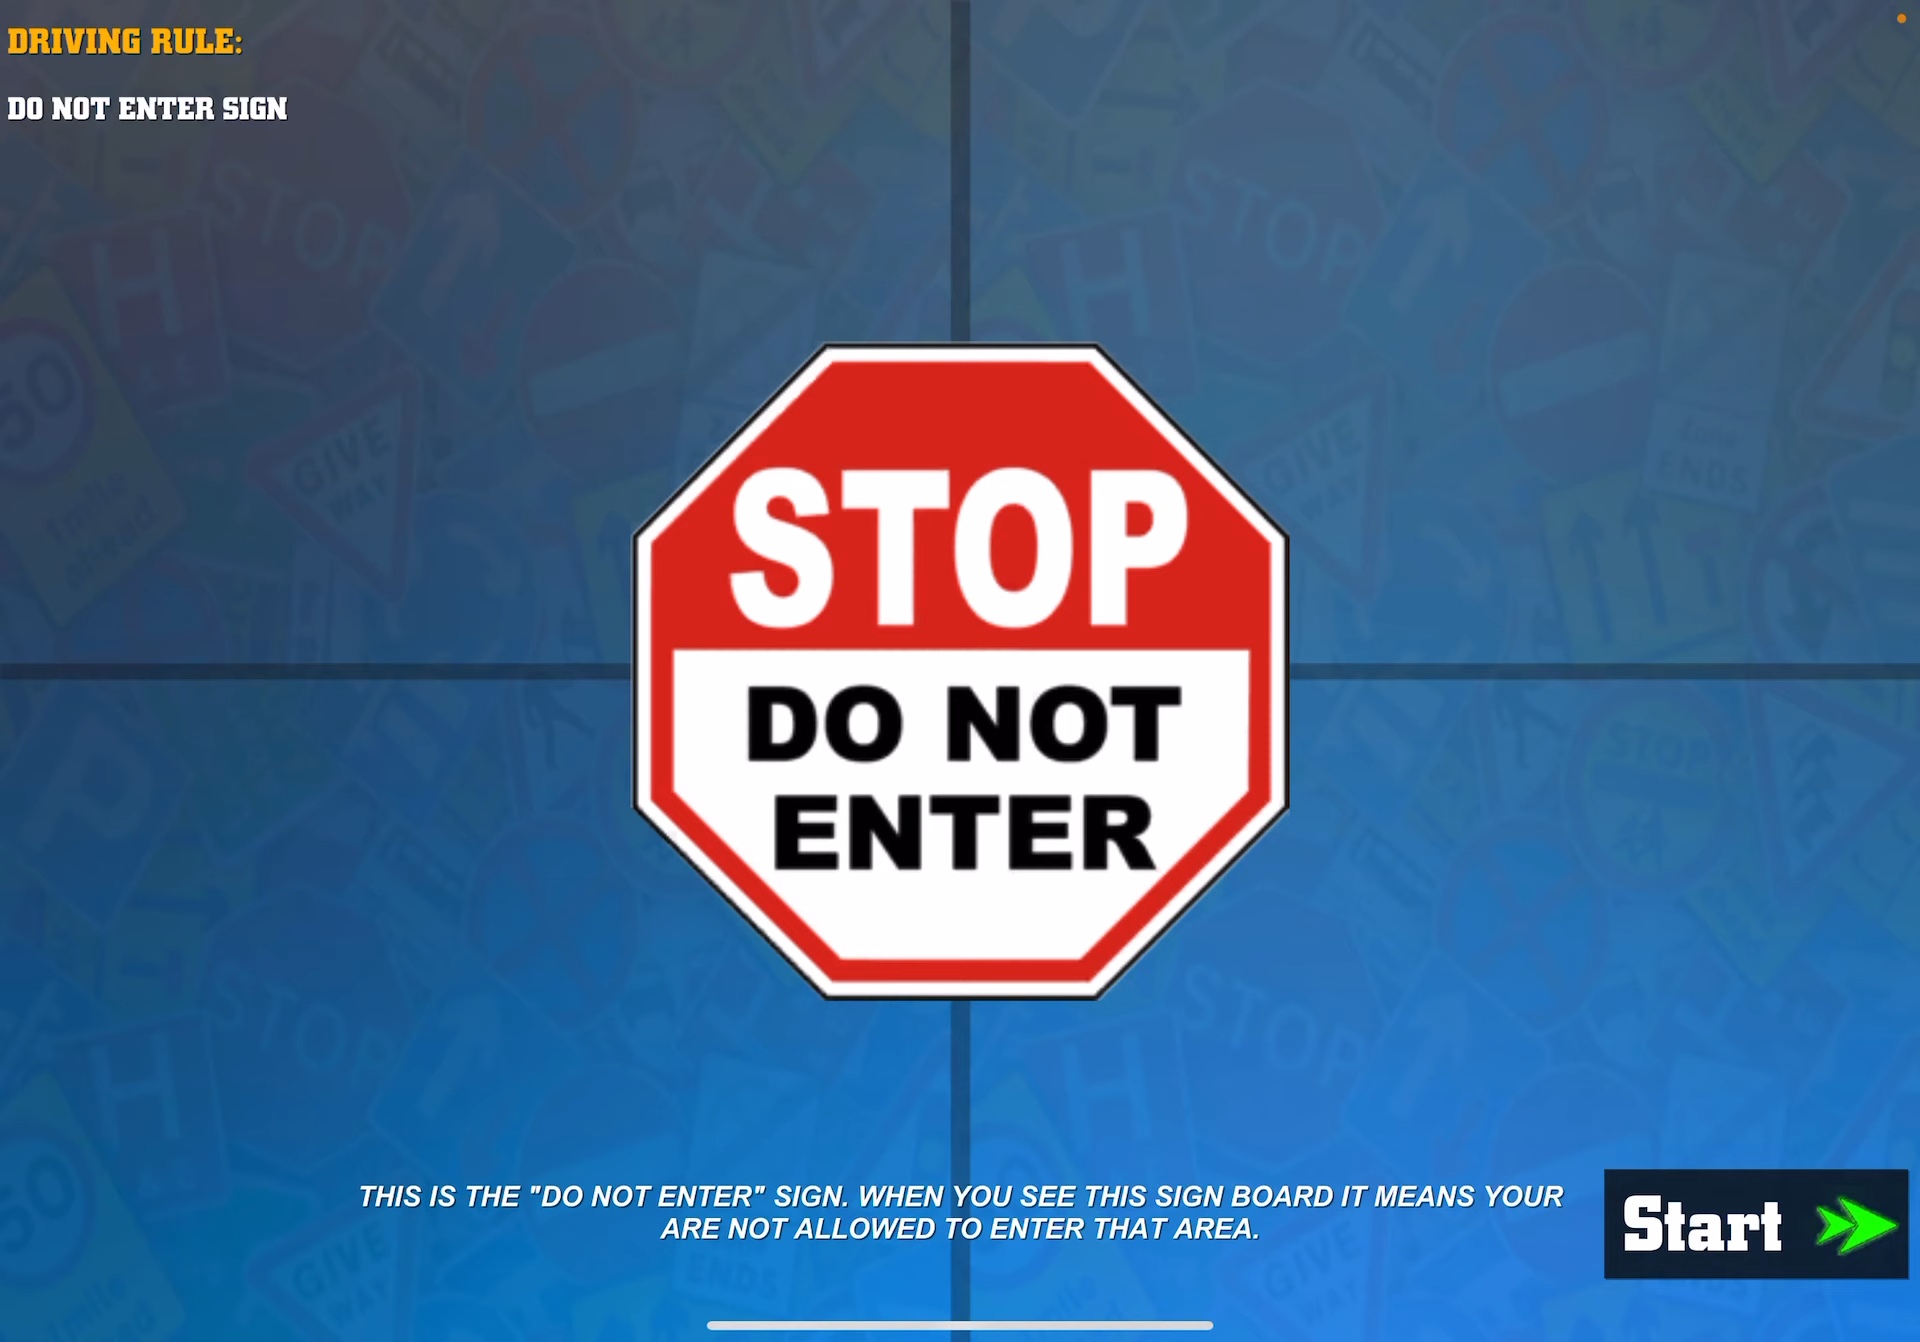 DRIVING RULE:
DO NOT ENTER SIGN
STOP
DO NOT
ENTER
THIS IS THE "DO NOT ENTER" SIGN. WHEN YOU SEE THIS SIGN BOARD IT MEANS YOUR
ARE NOT ALLOWED TO ENTER THAT AREA.
Start